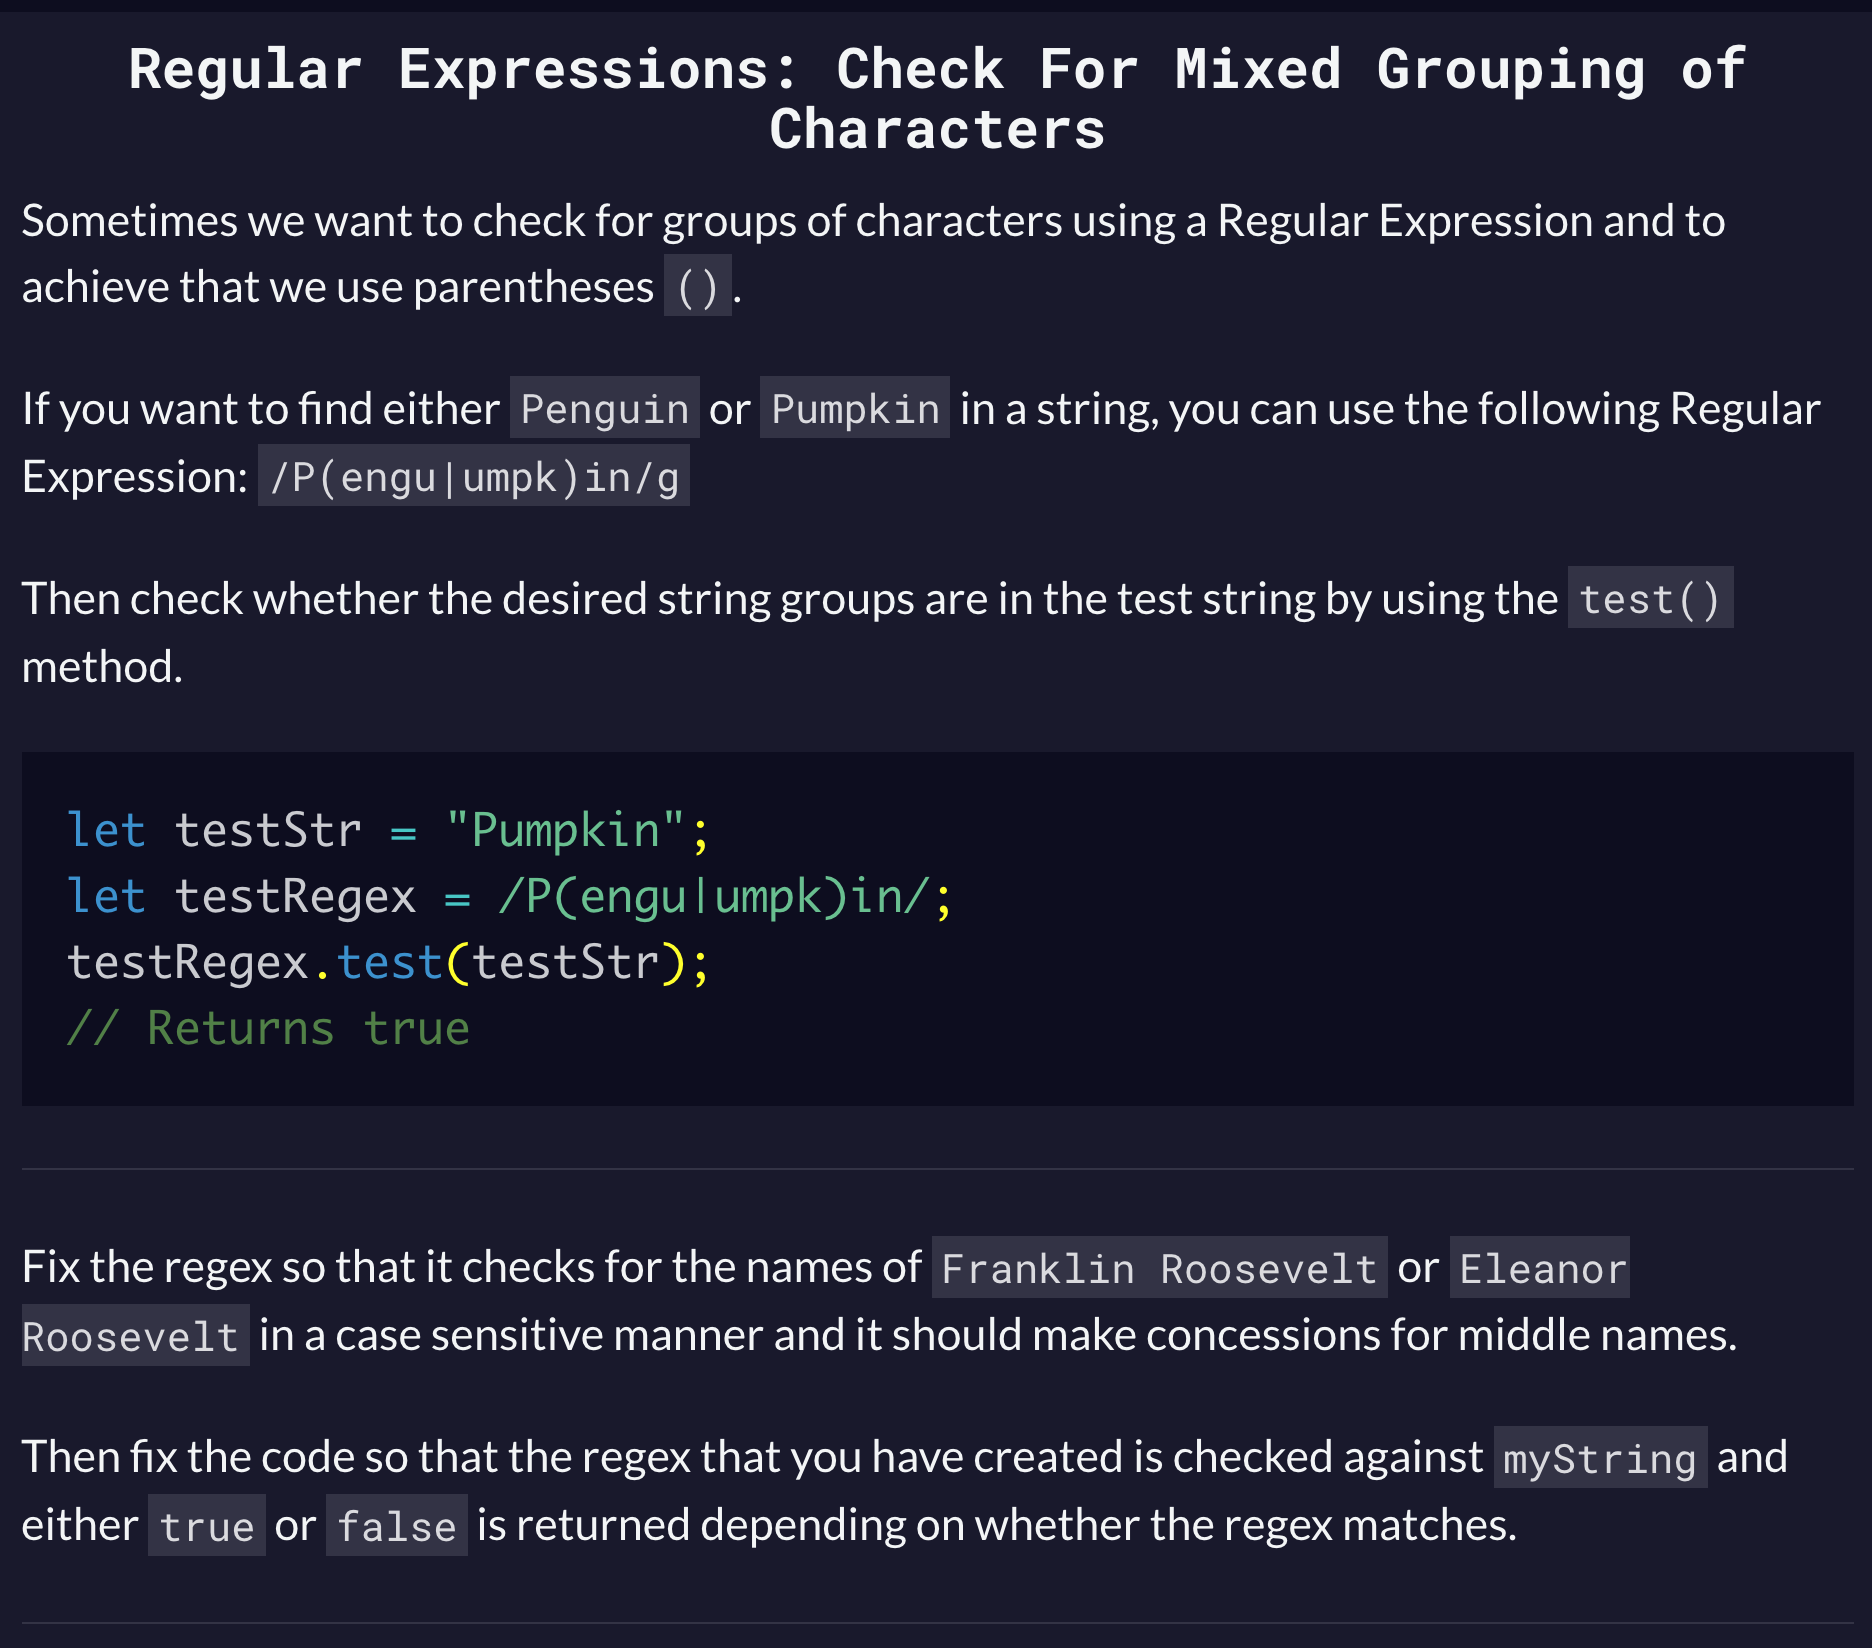 Regular Expressions: Check For Mixed Grouping of
Characters
Sometimes we want to check for groups of characters using a Regular Expression and to
achieve that we use parentheses ().
If you want to find either Penguin or Pumpkin in a string, you can use the following Regular
Expression: /P(engu|umpk)in/g
Then check whether the desired string groups are in the test string by using the test()
method.
let testStr = "Pumpkin";
let testRegex = /P(engu|umpk)in/;
testRegex.test(testStr);
// Returns true
Fix the regex so that it checks for the names of Franklin Roosevelt or Eleanor
Roosevelt in a case sensitive manner and it should make concessions for middle names.
Then fix the code so that the regex that you have created is checked against myString and
either true or false is returned depending on whether the regex matches.